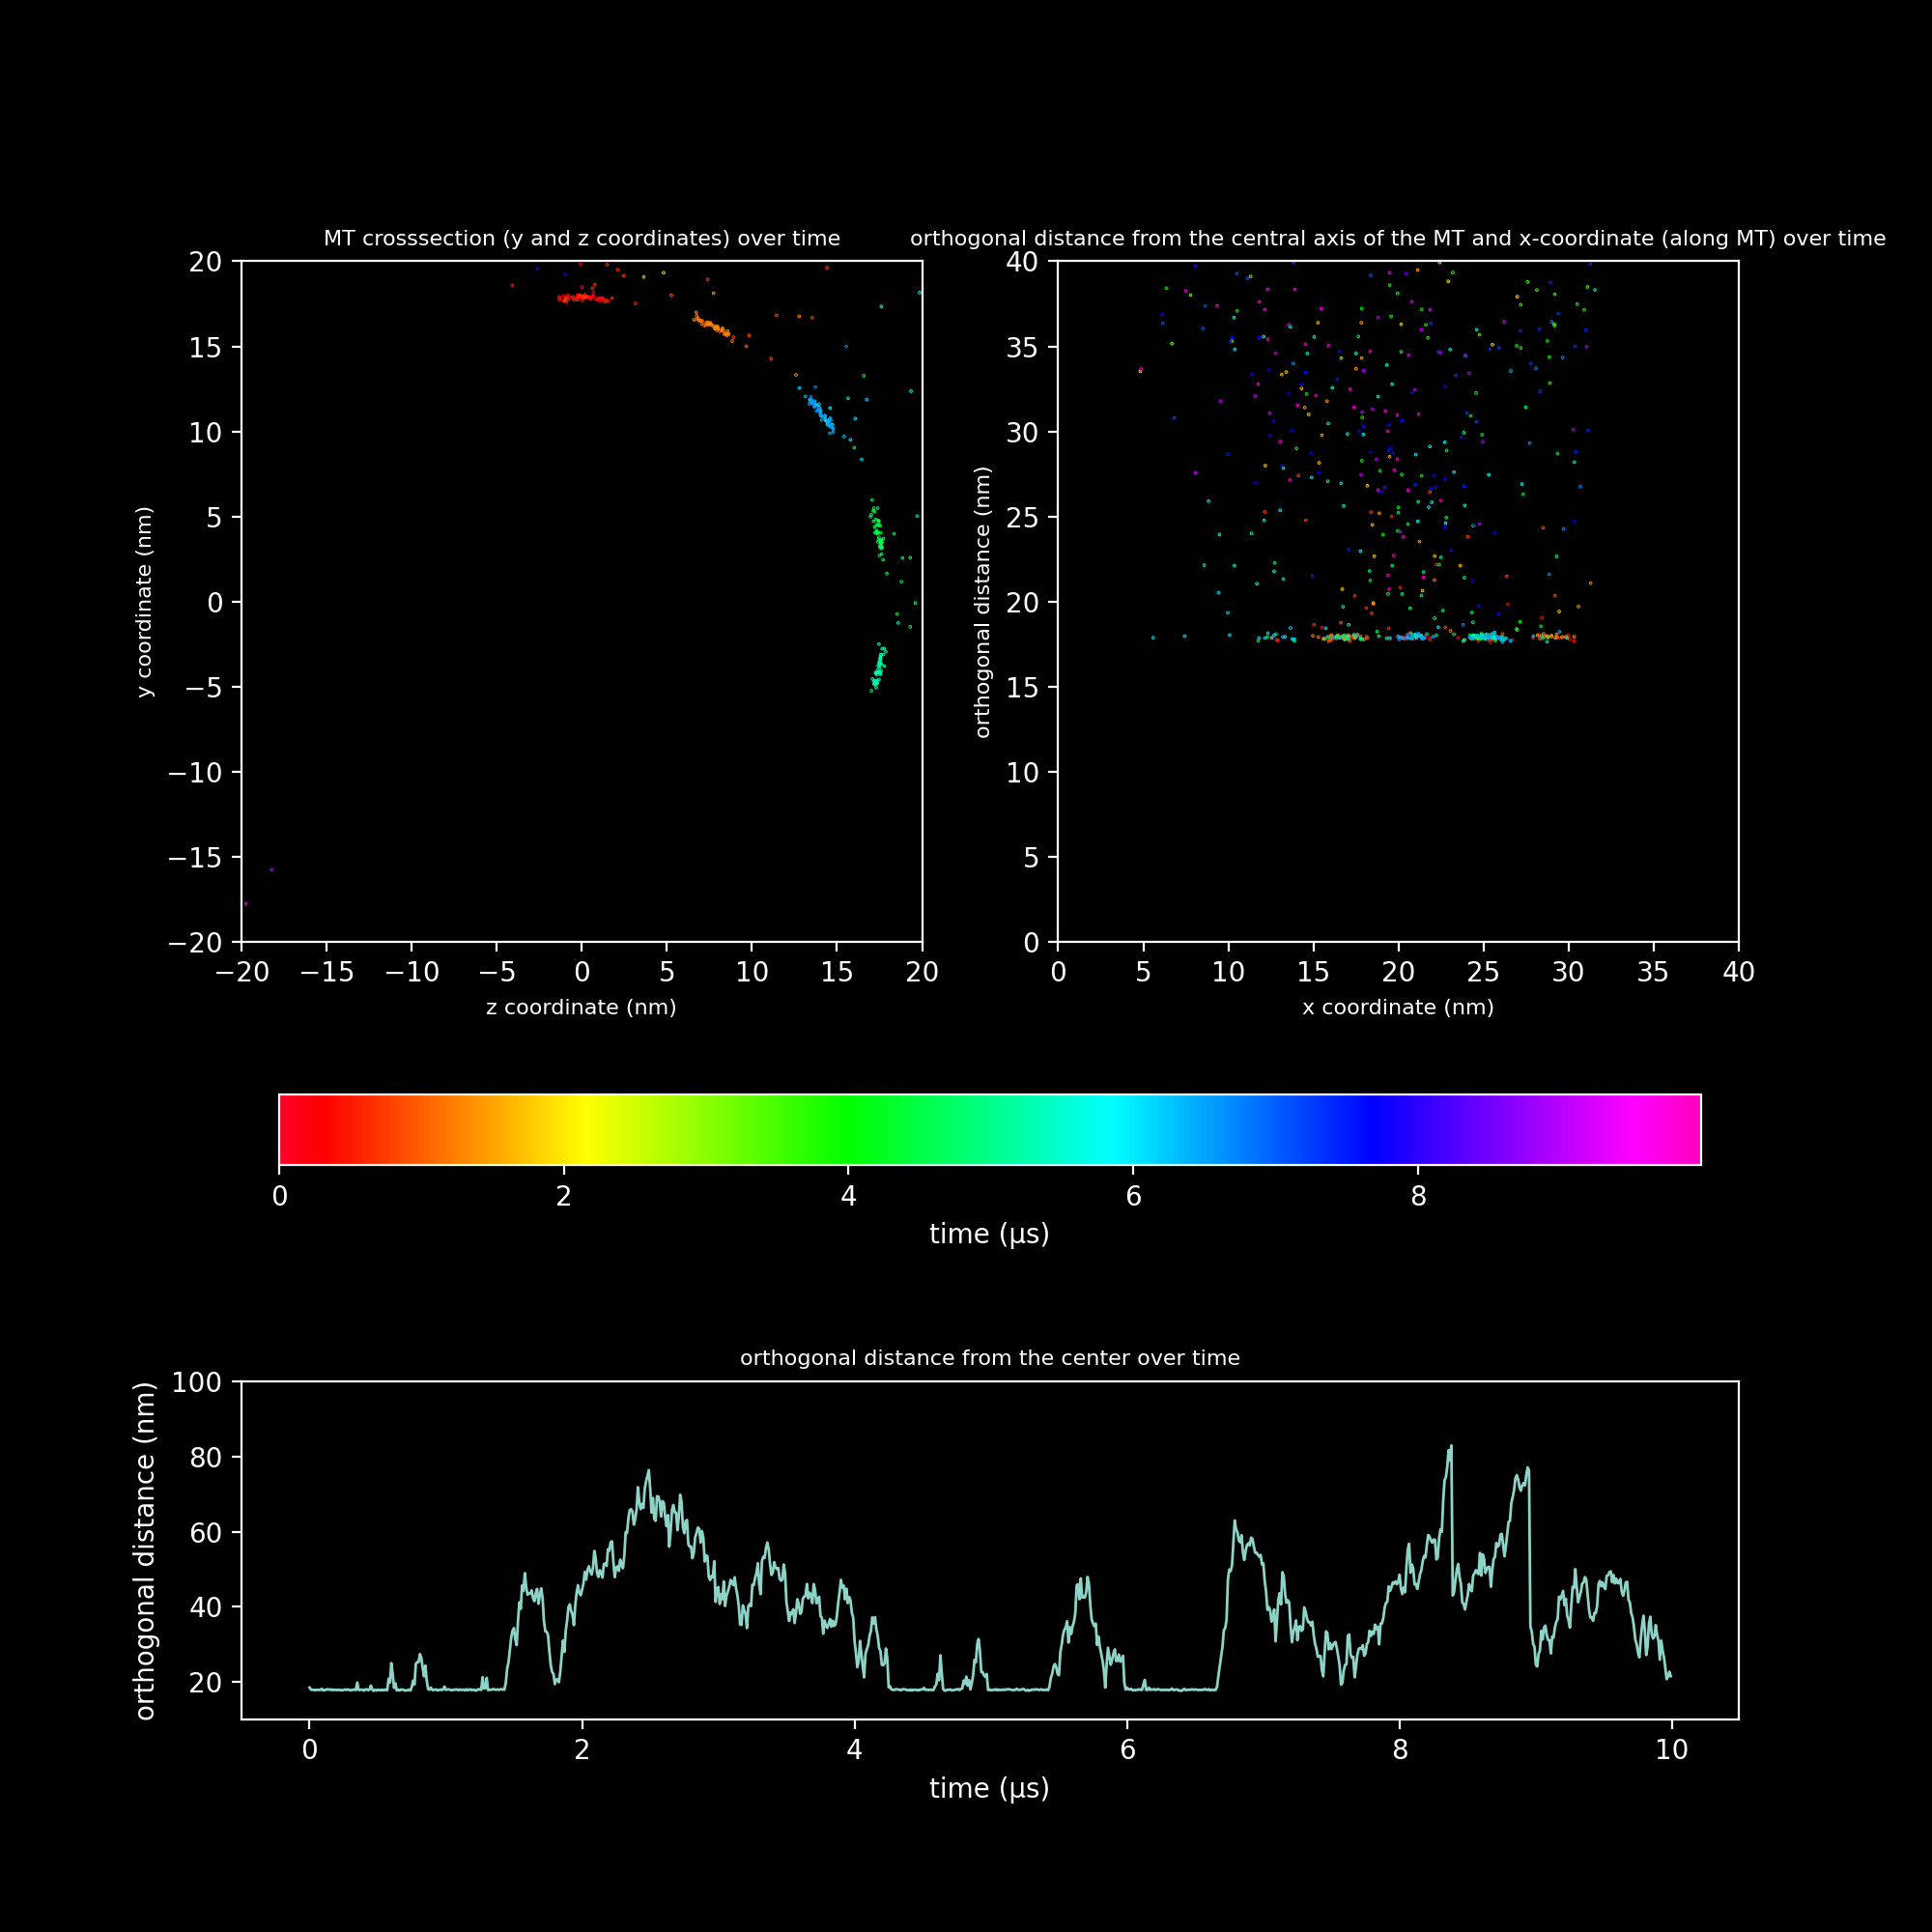 MT crosssection (y and z coordinates) over time
orthogonal distance from the central axis of the MT and x-coordinate (along MT) over time
20
15
10
5
0
−5
−10
−15
−20
y coordinate (nm)
−20 −15 −10 −5 0 5 10 15 20
z coordinate (nm)
40
35
30
25
20
15
10
5
0
orthogonal distance (nm)
0 5 10 15 20 25 30 35 40
x coordinate (nm)
0 2 4 6 8
time (µs)
orthogonal distance from the center over time
100
80
60
40
20
orthogonal distance (nm)
0 2 4 6 8 10
time (µs)